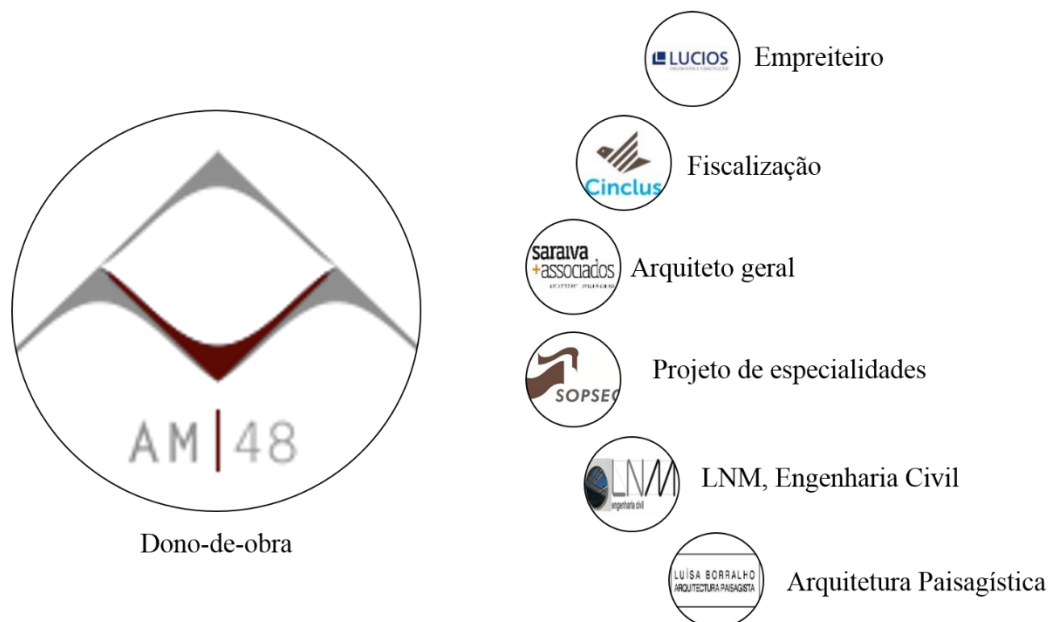 LUCIOS
Empreiteiro
Cinclus
Fiscalização
saraiva
+associados
Arquiteto geral
SOPSEC
Projeto de especialidades
LNM
engenharia civil
LNM, Engenharia Civil
LUÍSA BORRALHO
ARQUITECTURA PAISAGISTA
Arquitetura Paisagística
AM|48
Dono-de-obra